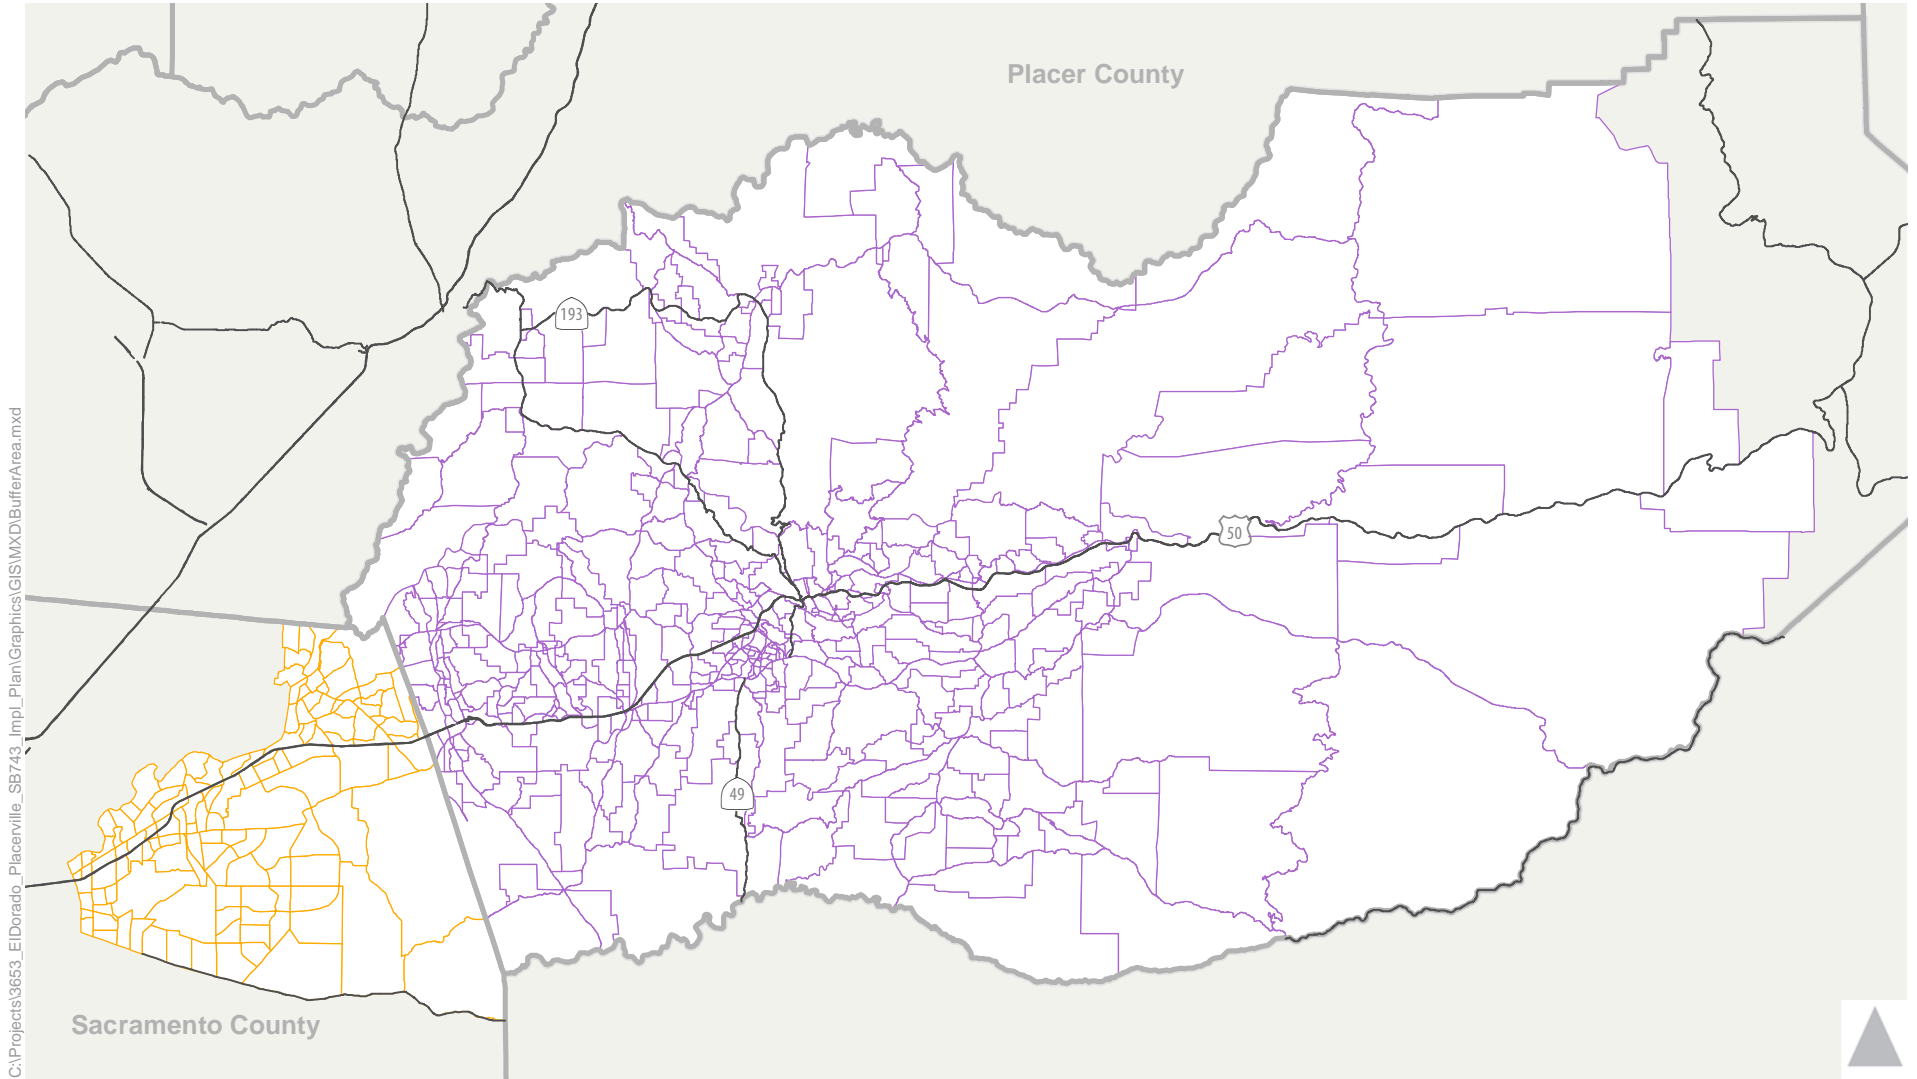 Placer County
193
50
49
Sacramento County
C:\Projects\3653_ElDorado_Placerville_SB743_Impl_Plan\Graphics\GIS\MXD\BufferArea.mxd